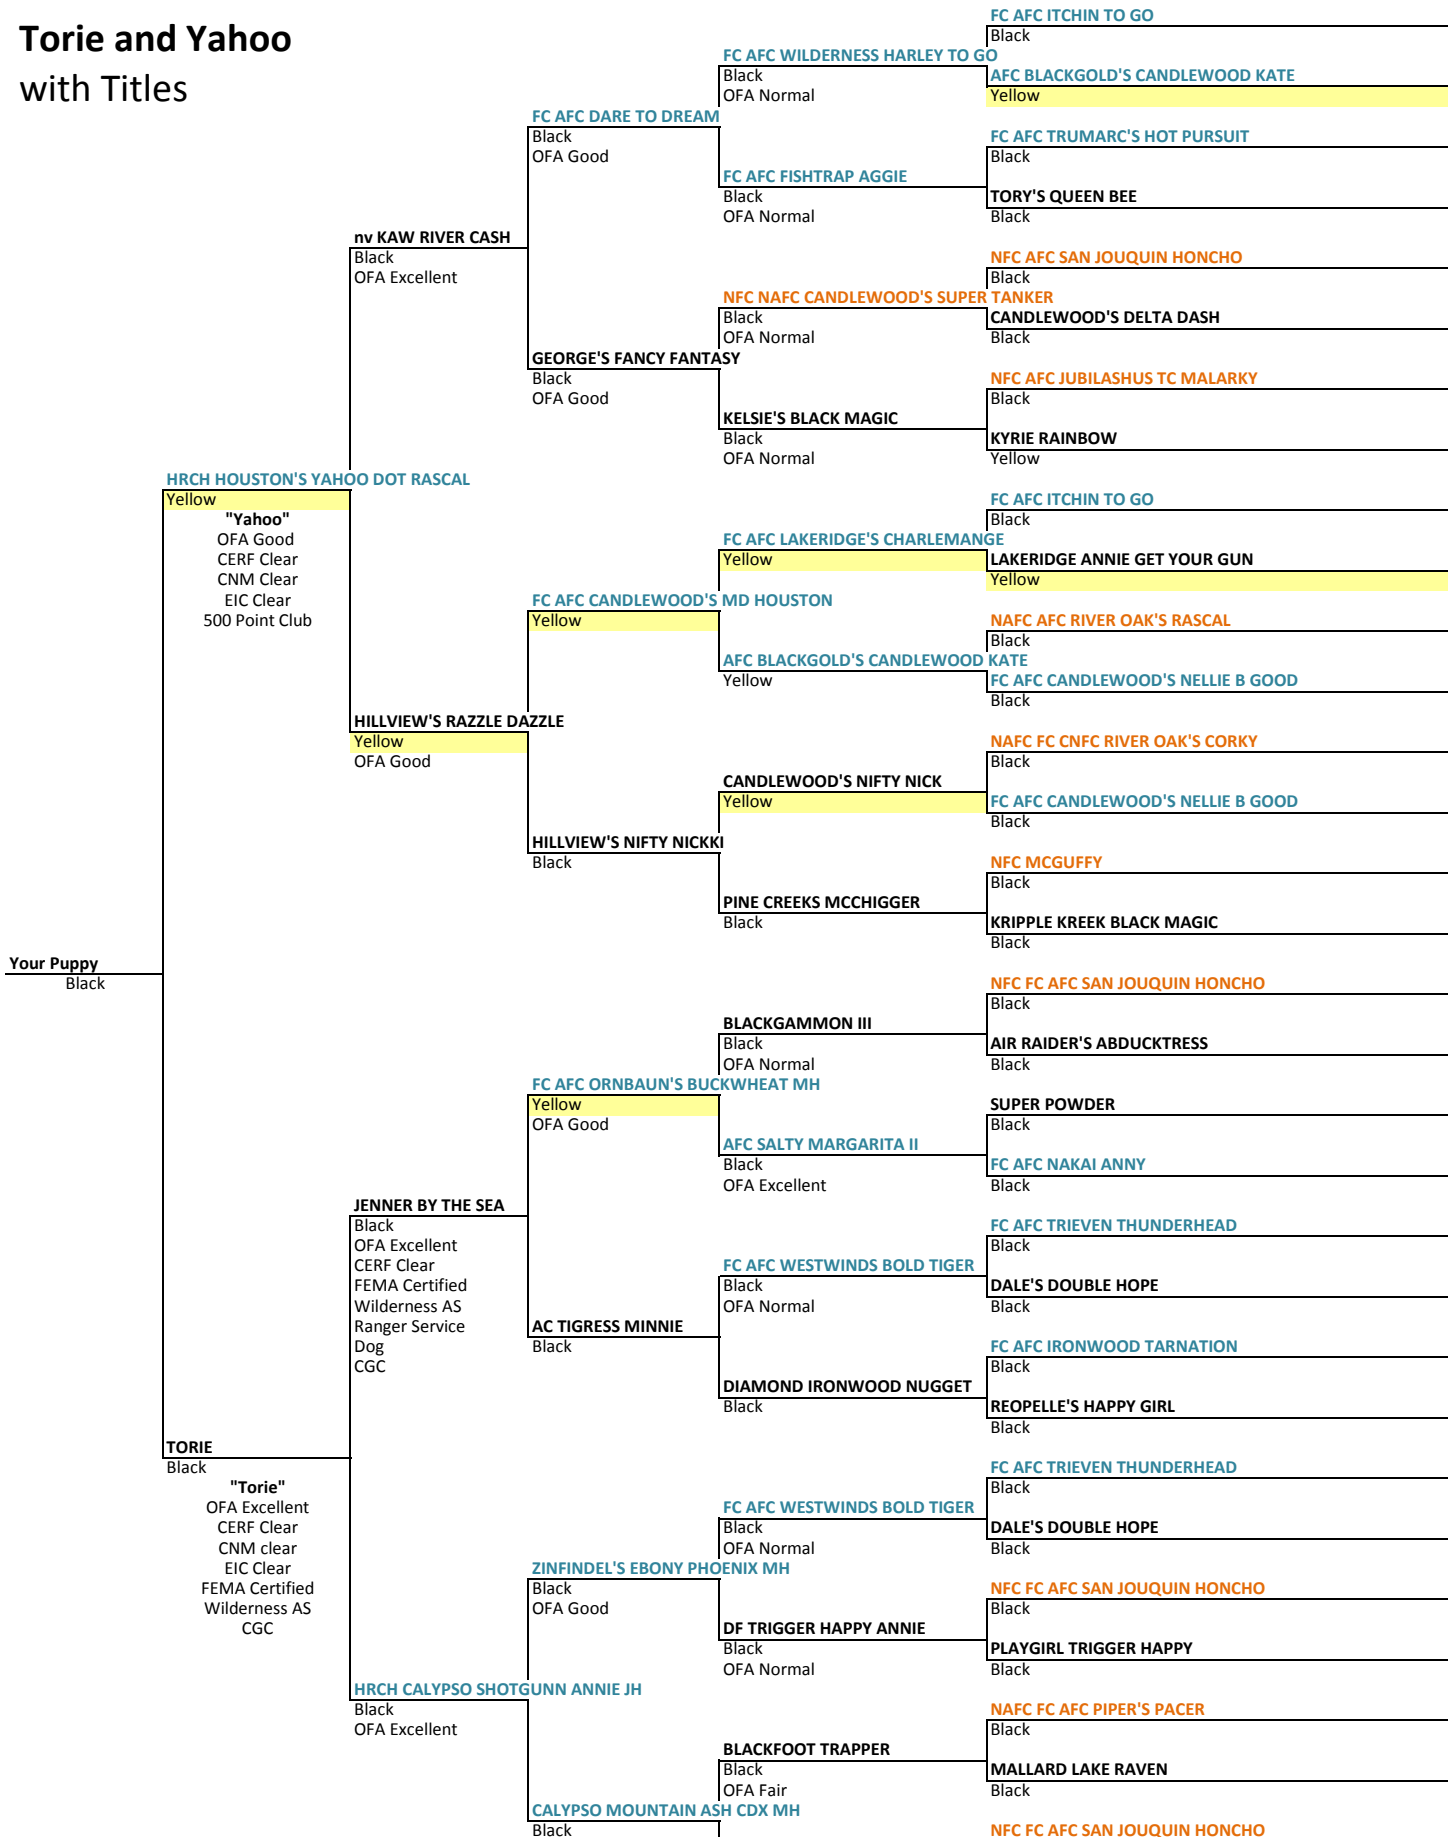 Torie and Yahoo
with Titles
FC AFC ITCHIN TO GO
Black
FC AFC WILDERNESS HARLEY TO GO
Black
OFA Normal
AFC BLACKGOLD'S CANDLEWOOD KATE
Yellow
FC AFC DARE TO DREAM
Black
OFA Good
FC AFC TRUMARC'S HOT PURSUIT
Black
FC AFC FISHTRAP AGGIE
Black
OFA Normal
TORY'S QUEEN BEE
Black
nv KAW RIVER CASH
Black
OFA Excellent
NFC AFC SAN JOUQUIN HONCHO
Black
NFC NAFC CANDLEWOOD'S SUPER TANKER
Black
OFA Normal
CANDLEWOOD'S DELTA DASH
Black
GEORGE'S FANCY FANTASY
Black
OFA Good
NFC AFC JUBILASHUS TC MALARKY
Black
KELSIE'S BLACK MAGIC
Black
OFA Normal
KYRIE RAINBOW
Yellow
HRCH HOUSTON'S YAHOO DOT RASCAL
Yellow
"Yahoo"
OFA Good
CERF Clear
CNM Clear
EIC Clear
500 Point Club
FC AFC ITCHIN TO GO
Black
FC AFC LAKERIDGE'S CHARLEMANGE
Yellow
LAKERIDGE ANNIE GET YOUR GUN
Yellow
FC AFC CANDLEWOOD'S MD HOUSTON
Yellow
NAFC AFC RIVER OAK'S RASCAL
Black
AFC BLACKGOLD'S CANDLEWOOD KATE
Yellow
FC AFC CANDLEWOOD'S NELLIE B GOOD
Black
HILLVIEW'S RAZZLE DAZZLE
Yellow
OFA Good
NAFC FC CNFC RIVER OAK'S CORKY
Black
CANDLEWOOD'S NIFTY NICK
Yellow
FC AFC CANDLEWOOD'S NELLIE B GOOD
Black
HILLVIEW'S NIFTY NICKKI
Black
NFC MCGUFFY
Black
PINE CREEKS MCCHIGGER
Black
KRIPPLE KREEK BLACK MAGIC
Black
Your Puppy
Black
NFC FC AFC SAN JOUQUIN HONCHO
Black
BLACKGAMMON III
Black
OFA Normal
AIR RAIDER'S ABDUCKTRESS
Black
FC AFC ORNBAUN'S BUCKWHEAT MH
Yellow
OFA Good
SUPER POWDER
Black
AFC SALTY MARGARITA II
Black
OFA Excellent
FC AFC NAKAI ANNY
Black
JENNER BY THE SEA
Black
OFA Excellent
CERF Clear
FEMA Certified
Wilderness AS
Ranger Service
Dog
CGC
FC AFC TRIEVEN THUNDERHEAD
Black
FC AFC WESTWINDS BOLD TIGER
Black
OFA Normal
DALE'S DOUBLE HOPE
Black
AC TIGRESS MINNIE
Black
FC AFC IRONWOOD TARNATION
Black
DIAMOND IRONWOOD NUGGET
Black
REOPELLE'S HAPPY GIRL
Black
TORIE
Black
"Torie"
OFA Excellent
CERF Clear
CNM clear
EIC Clear
FEMA Certified
Wilderness AS
CGC
FC AFC TRIEVEN THUNDERHEAD
Black
FC AFC WESTWINDS BOLD TIGER
Black
OFA Normal
DALE'S DOUBLE HOPE
Black
ZINFINDEL'S EBONY PHOENIX MH
Black
OFA Good
NFC FC AFC SAN JOUQUIN HONCHO
Black
DF TRIGGER HAPPY ANNIE
Black
OFA Normal
PLAYGIRL TRIGGER HAPPY
Black
HRCH CALYPSO SHOTGUNN ANNIE JH
Black
OFA Excellent
NAFC FC AFC PIPER'S PACER
Black
BLACKFOOT TRAPPER
Black
OFA Fair
MALLARD LAKE RAVEN
Black
CALYPSO MOUNTAIN ASH CDX MH
Black
NFC FC AFC SAN JOUQUIN HONCHO